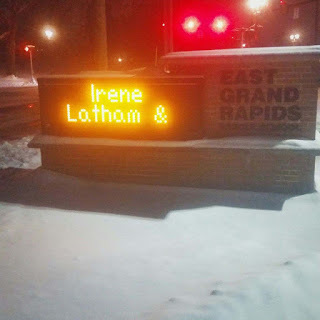 Irene
Latham &
EAST
GRAND
RAPIDS